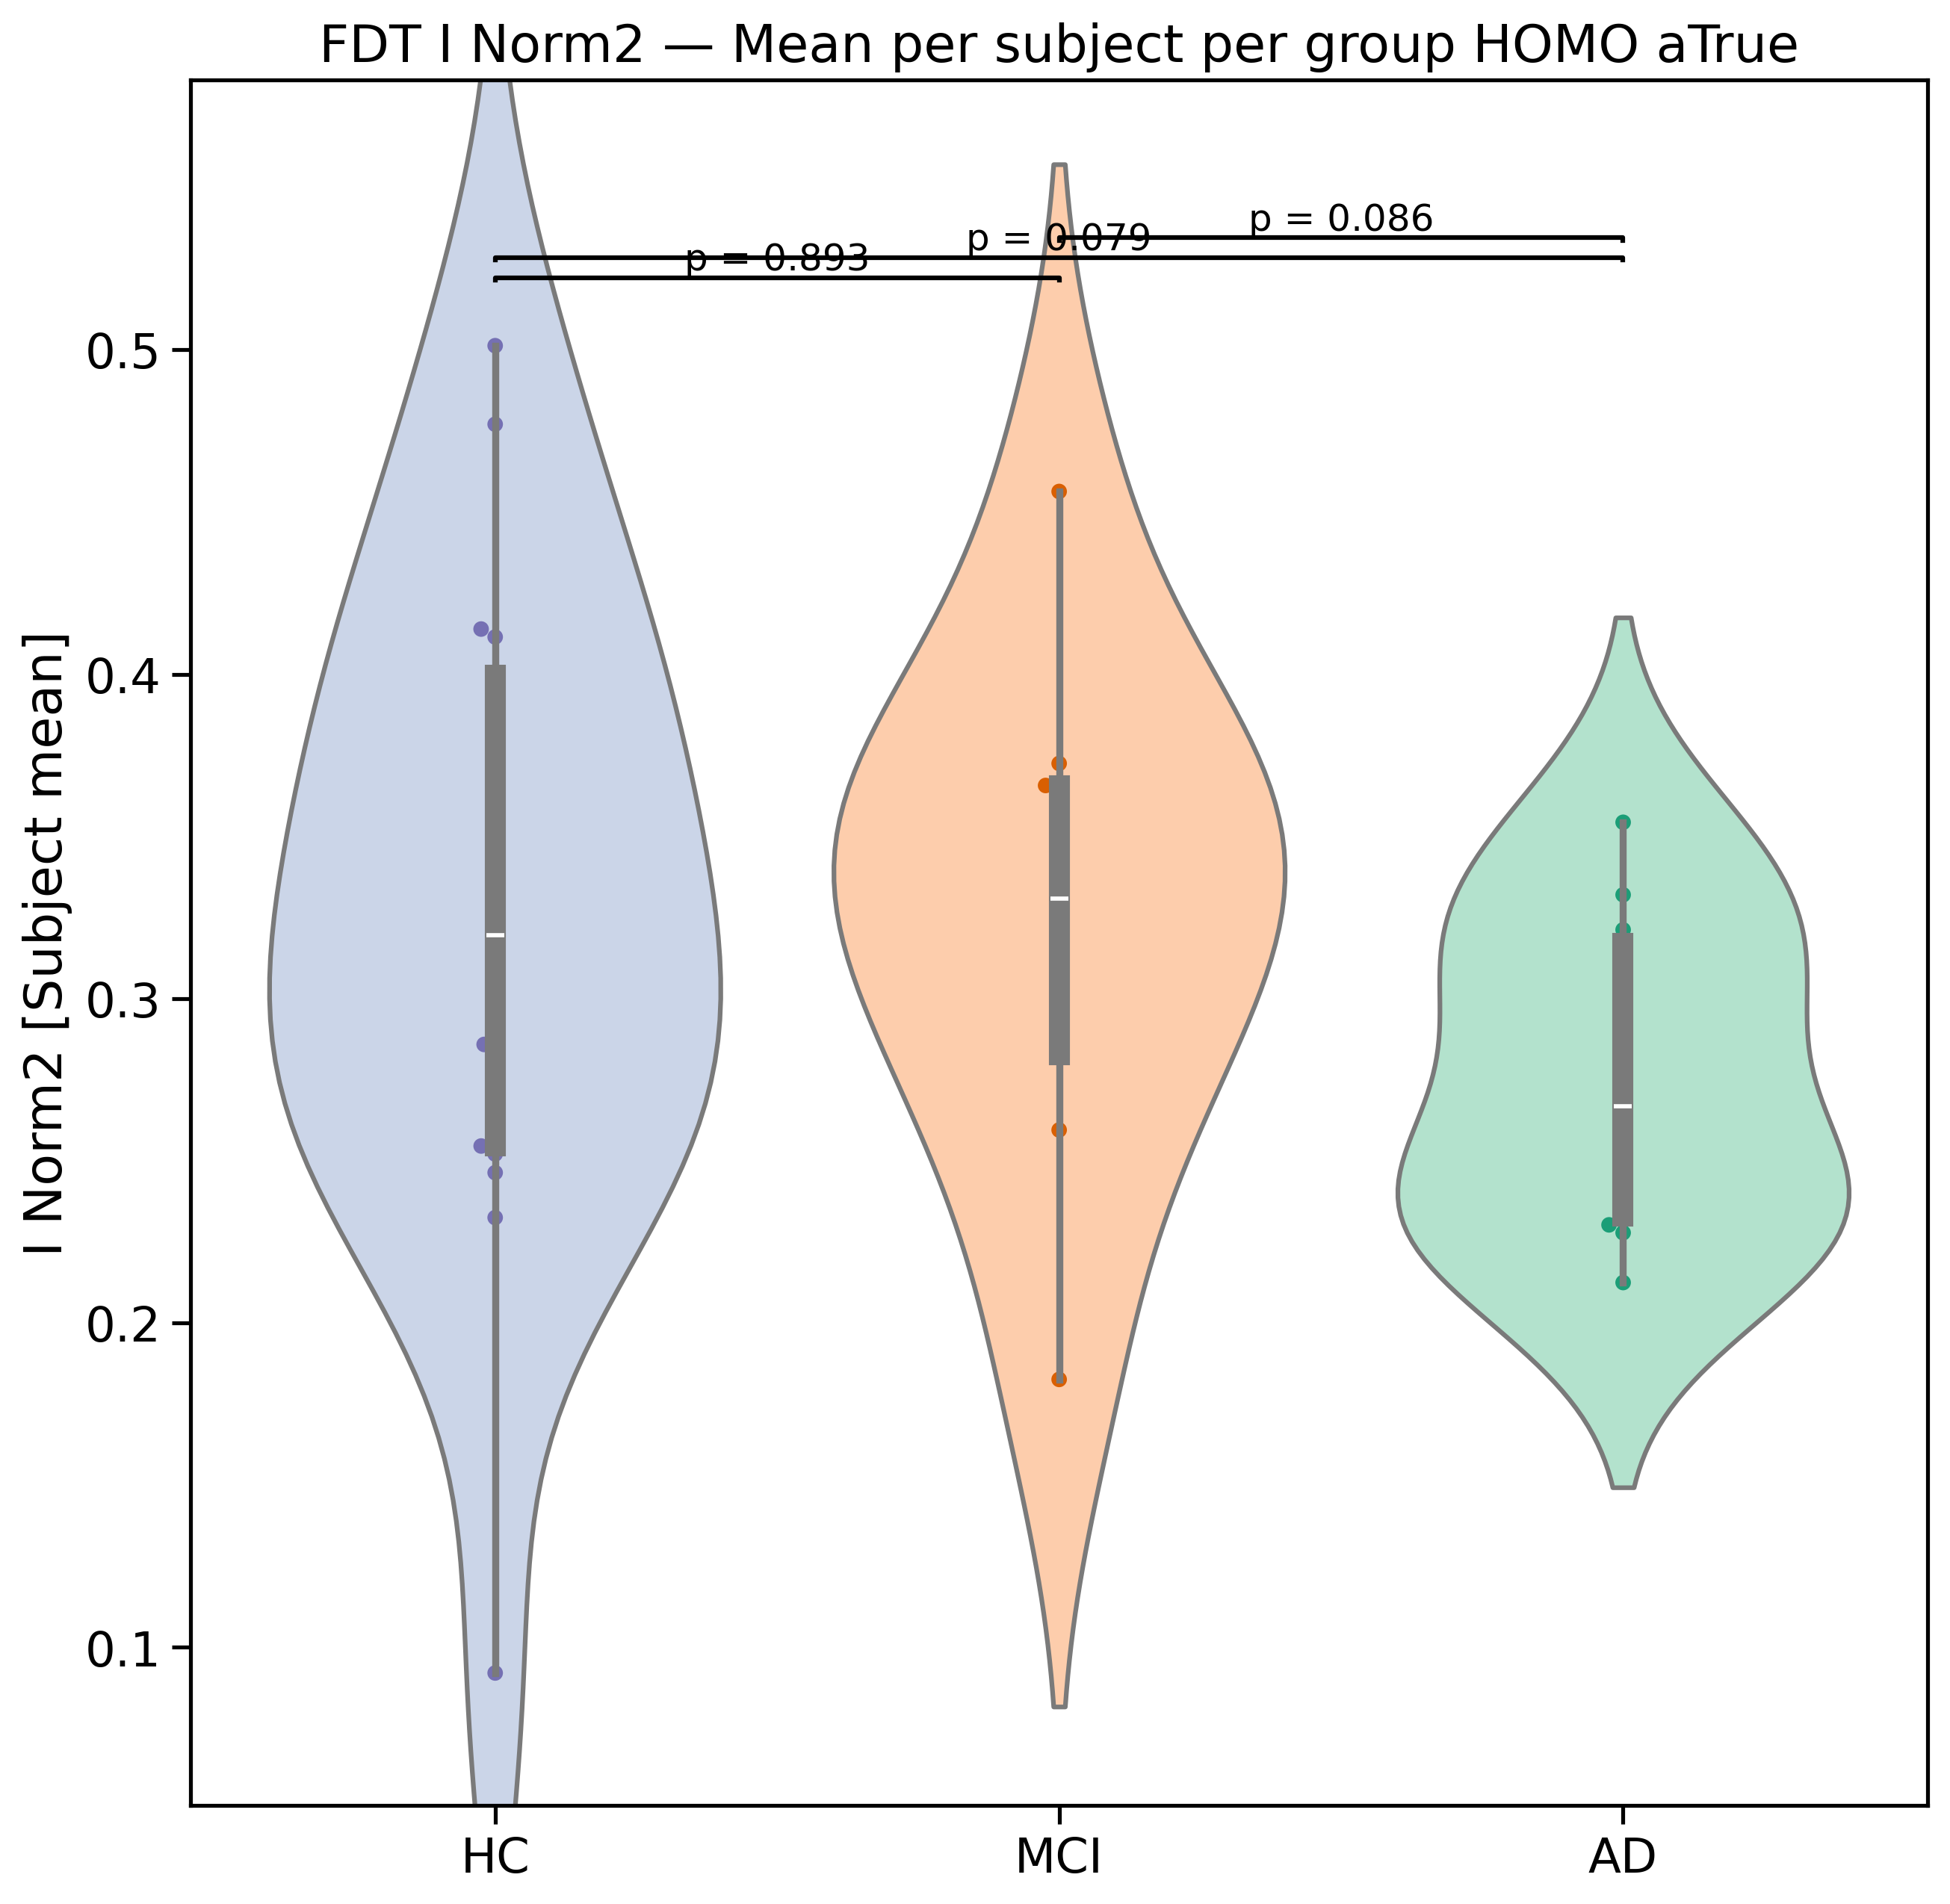 FDT I Norm2 — Mean per subject per group HOMO aTrue
p = 0.086
p = 0.079
p = 0.893
I Norm2 [Subject mean]
0.5
0.4
0.3
0.2
0.1
HC
MCI
AD